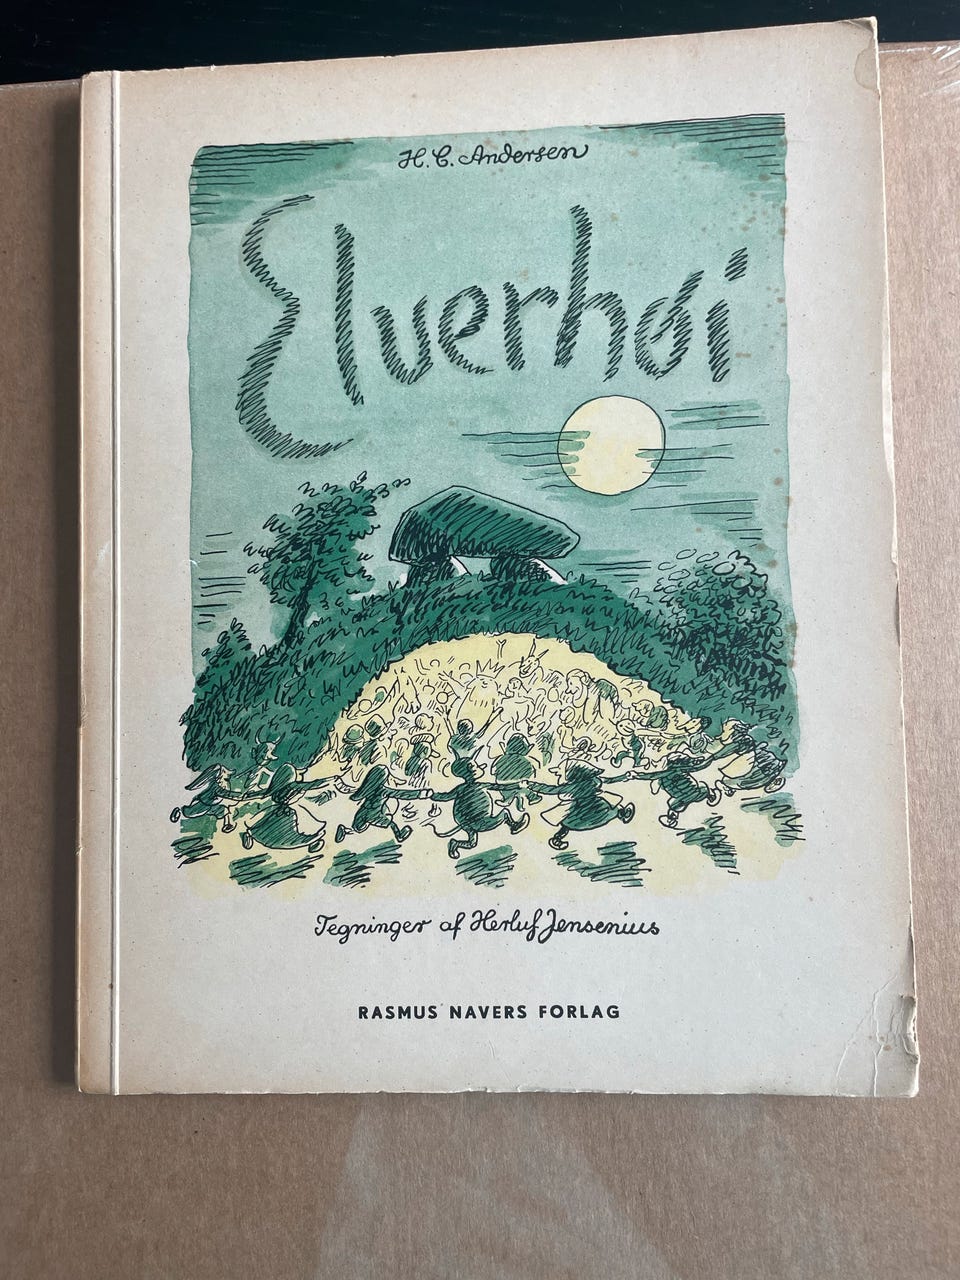 H. C. Andersen
Elverhøi
Tegninger af Herluf Jensenius
RASMUS NAVERS FORLAG